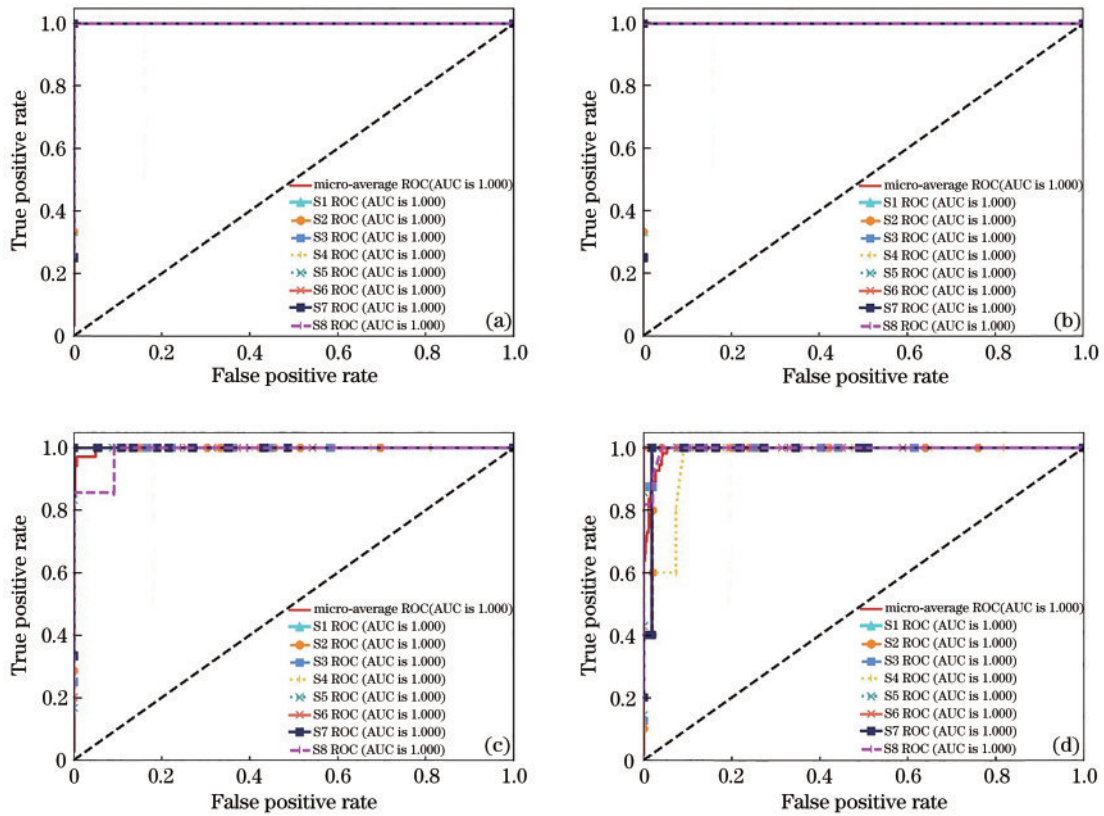 1.0
0.8
0.6
0.4
0.2
0
True positive rate
micro-average ROC(AUC is 1.000)
S1 ROC (AUC is 1.000)
S2 ROC (AUC is 1.000)
S3 ROC (AUC is 1.000)
S4 ROC (AUC is 1.000)
S5 ROC (AUC is 1.000)
S6 ROC (AUC is 1.000)
S7 ROC (AUC is 1.000)
S8 ROC (AUC is 1.000)
(a)
0 0.2 0.4 0.6 0.8 1.0
False positive rate
1.0
0.8
0.6
0.4
0.2
0
True positive rate
micro-average ROC(AUC is 1.000)
S1 ROC (AUC is 1.000)
S2 ROC (AUC is 1.000)
S3 ROC (AUC is 1.000)
S4 ROC (AUC is 1.000)
S5 ROC (AUC is 1.000)
S6 ROC (AUC is 1.000)
S7 ROC (AUC is 1.000)
S8 ROC (AUC is 1.000)
(b)
0 0.2 0.4 0.6 0.8 1.0
False positive rate
1.0
0.8
0.6
0.4
0.2
0
True positive rate
micro-average ROC(AUC is 1.000)
S1 ROC (AUC is 1.000)
S2 ROC (AUC is 1.000)
S3 ROC (AUC is 1.000)
S4 ROC (AUC is 1.000)
S5 ROC (AUC is 1.000)
S6 ROC (AUC is 1.000)
S7 ROC (AUC is 1.000)
S8 ROC (AUC is 1.000)
(c)
0 0.2 0.4 0.6 0.8 1.0
False positive rate
1.0
0.8
0.6
0.4
0.2
0
True positive rate
micro-average ROC(AUC is 1.000)
S1 ROC (AUC is 1.000)
S2 ROC (AUC is 1.000)
S3 ROC (AUC is 1.000)
S4 ROC (AUC is 1.000)
S5 ROC (AUC is 1.000)
S6 ROC (AUC is 1.000)
S7 ROC (AUC is 1.000)
S8 ROC (AUC is 1.000)
(d)
0 0.2 0.4 0.6 0.8 1.0
False positive rate